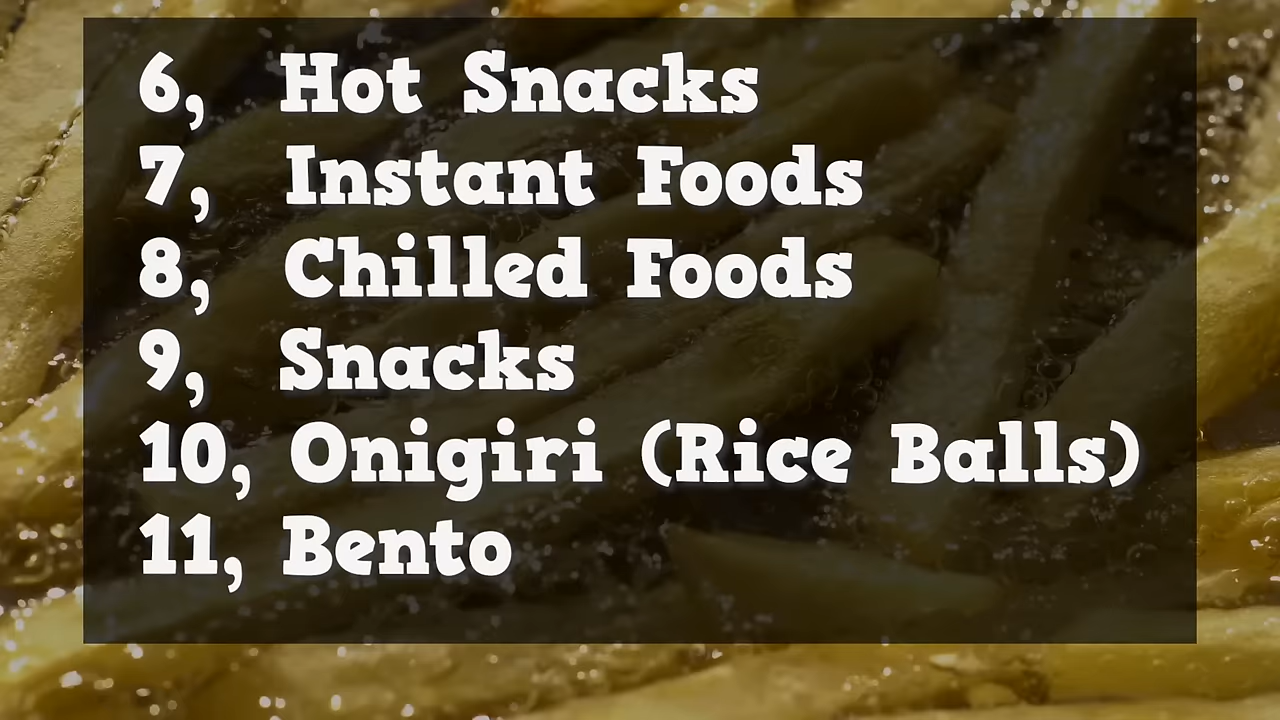 6, Hot Snacks
7, Instant Foods
8, Chilled Foods
9, Snacks
10, Onigiri (Rice Balls)
11, Bento